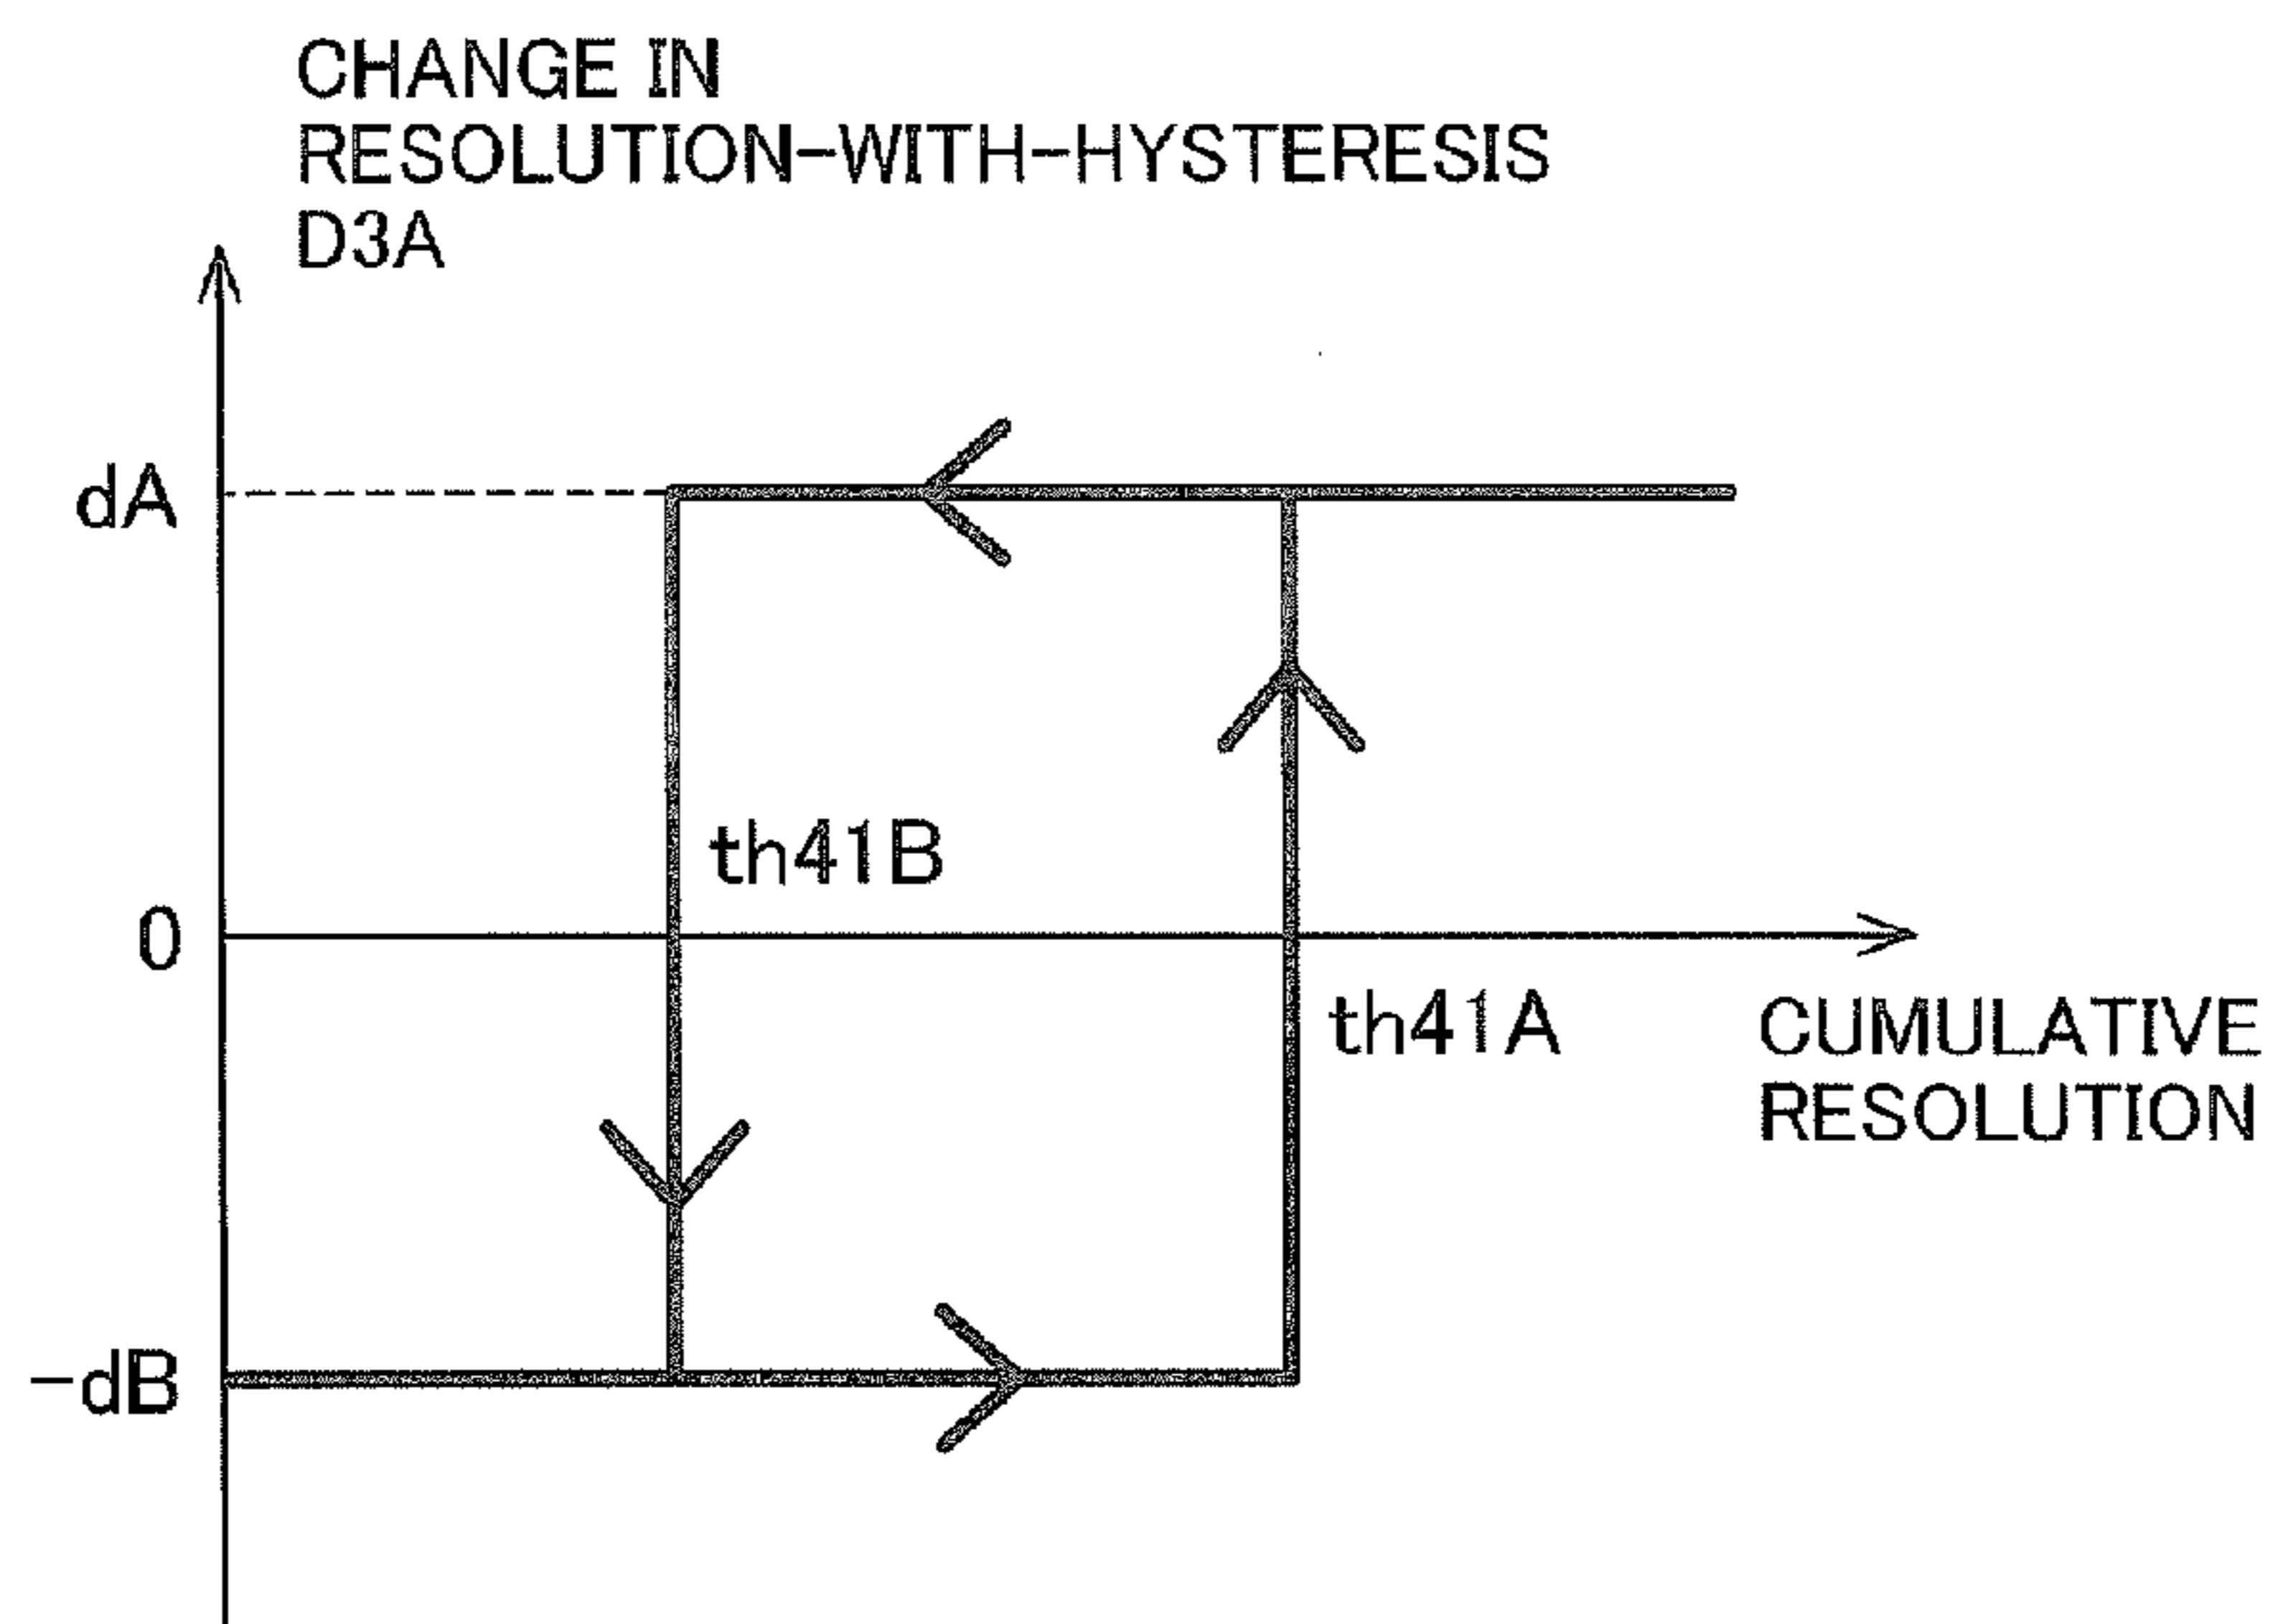 CHANGE IN
RESOLUTION-WITH-HYSTERESIS
D3A
dA
th41B
0
th41A
CUMULATIVE
RESOLUTION
-dB